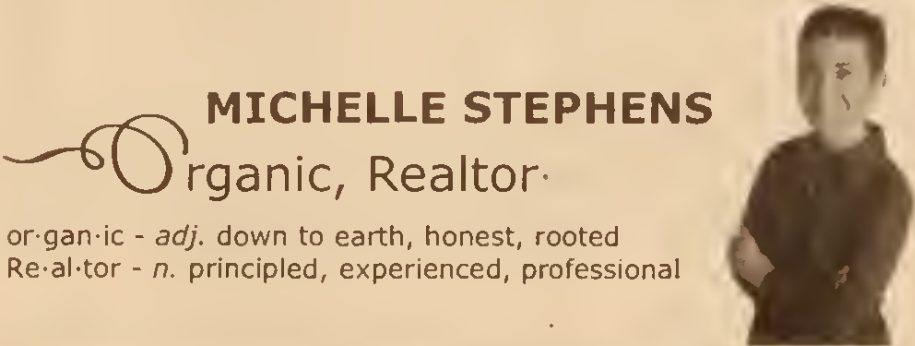 MICHELLE STEPHENS
Organic, Realtor
or·gan·ic - adj. down to earth, honest, rooted
Re·al·tor - n. principled, experienced, professional